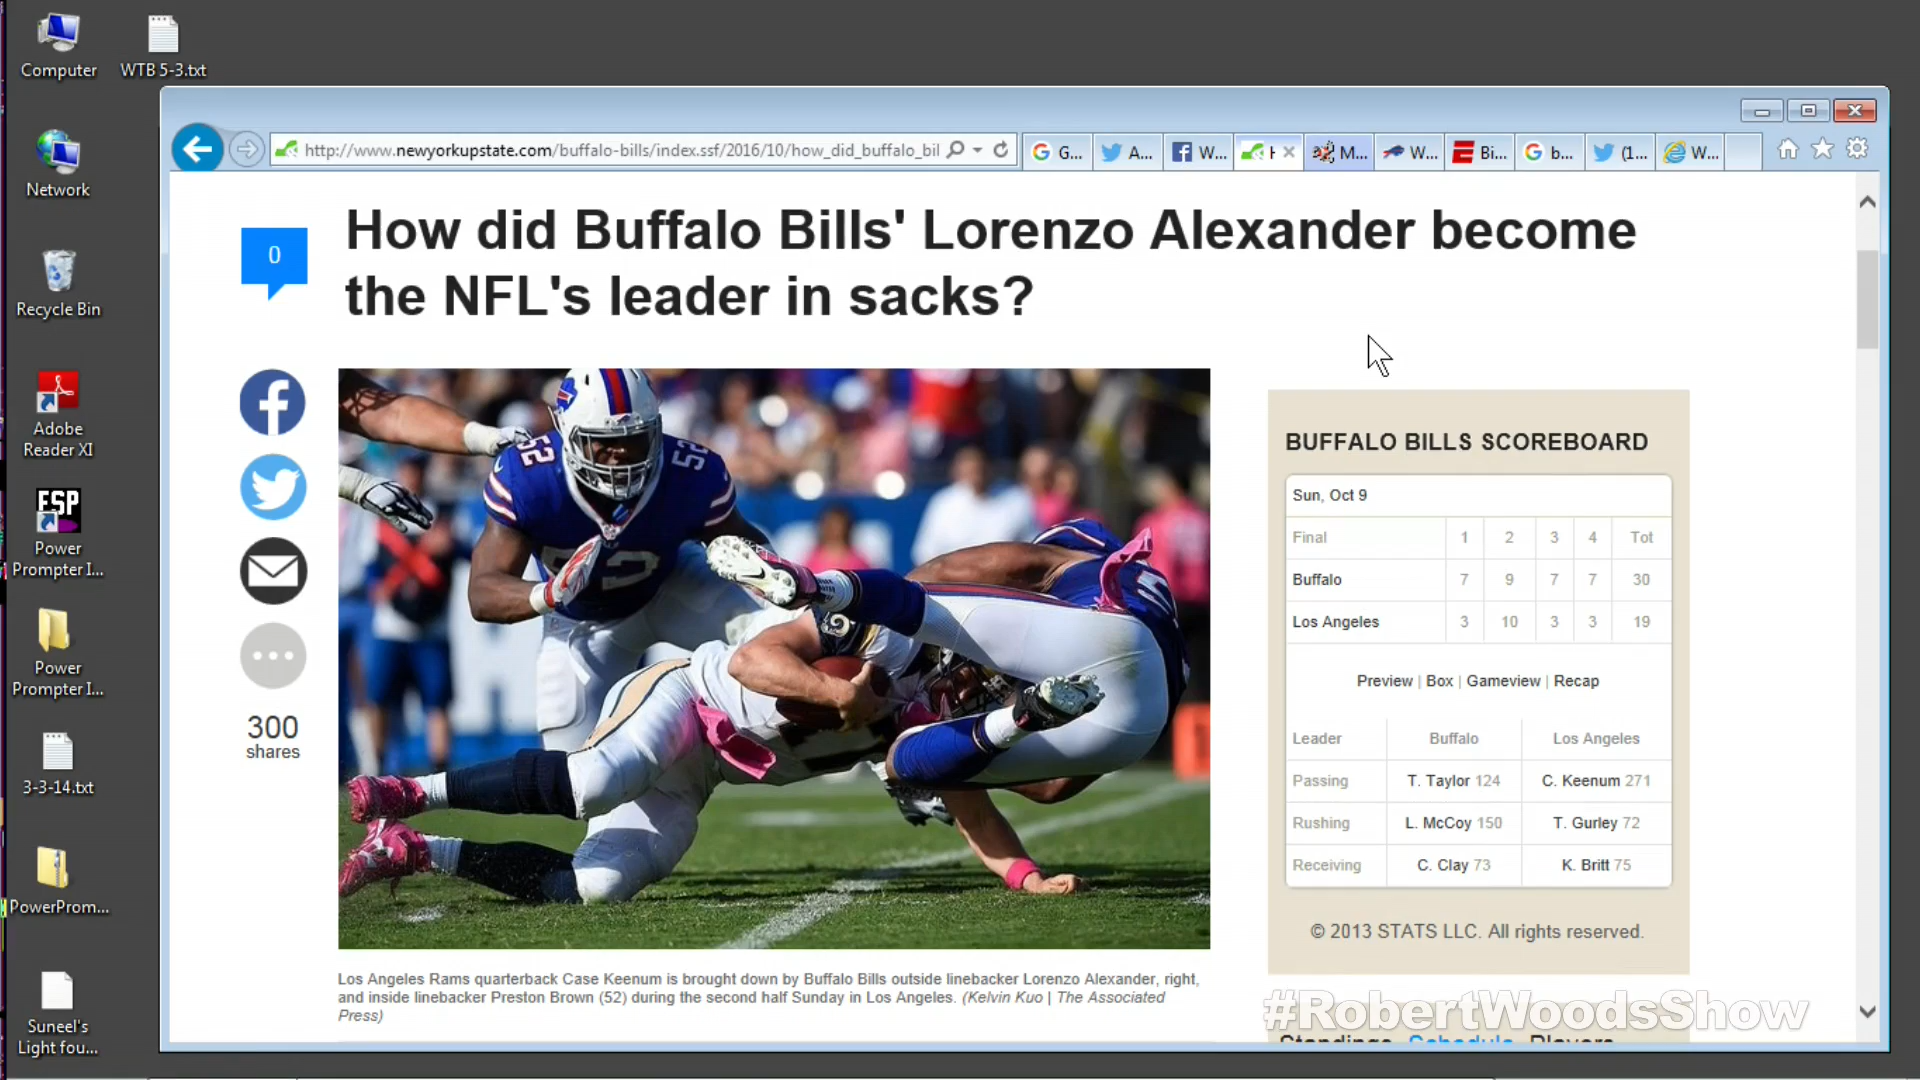 Computer
WTB 5-3.txt
Network
Recycle Bin
Adobe
Reader XI
ESP
Power
Prompter I...
Power
Prompter I...
3-3-14.txt
PowerProm...
Suneel's
Light fou...
http://www.newyorkupstate.com/buffalo-bills/index.ssf/2016/10/how_did_buffalo_bil
G...
A...
W...
M...
W...
Bi...
b...
(1...
W...
0
How did Buffalo Bills' Lorenzo Alexander become
the NFL's leader in sacks?
300
shares
52
52
52
Los Angeles Rams quarterback Case Keenum is brought down by Buffalo Bills outside linebacker Lorenzo Alexander, right,
and inside linebacker Preston Brown (52) during the second half Sunday in Los Angeles. (Kelvin Kuo | The Associated
Press)
BUFFALO BILLS SCOREBOARD
Sun, Oct 9
Final 1 2 3 4 Tot
Buffalo 7 9 7 7 30
Los Angeles 3 10 3 3 19
Preview | Box | Gameview | Recap
Leader Buffalo Los Angeles
Passing T. Taylor 124 C. Keenum 271
Rushing L. McCoy 150 T. Gurley 72
Receiving C. Clay 73 K. Britt 75
© 2013 STATS LLC. All rights reserved.
#RobertWoodsShow
Standings Schedule Players